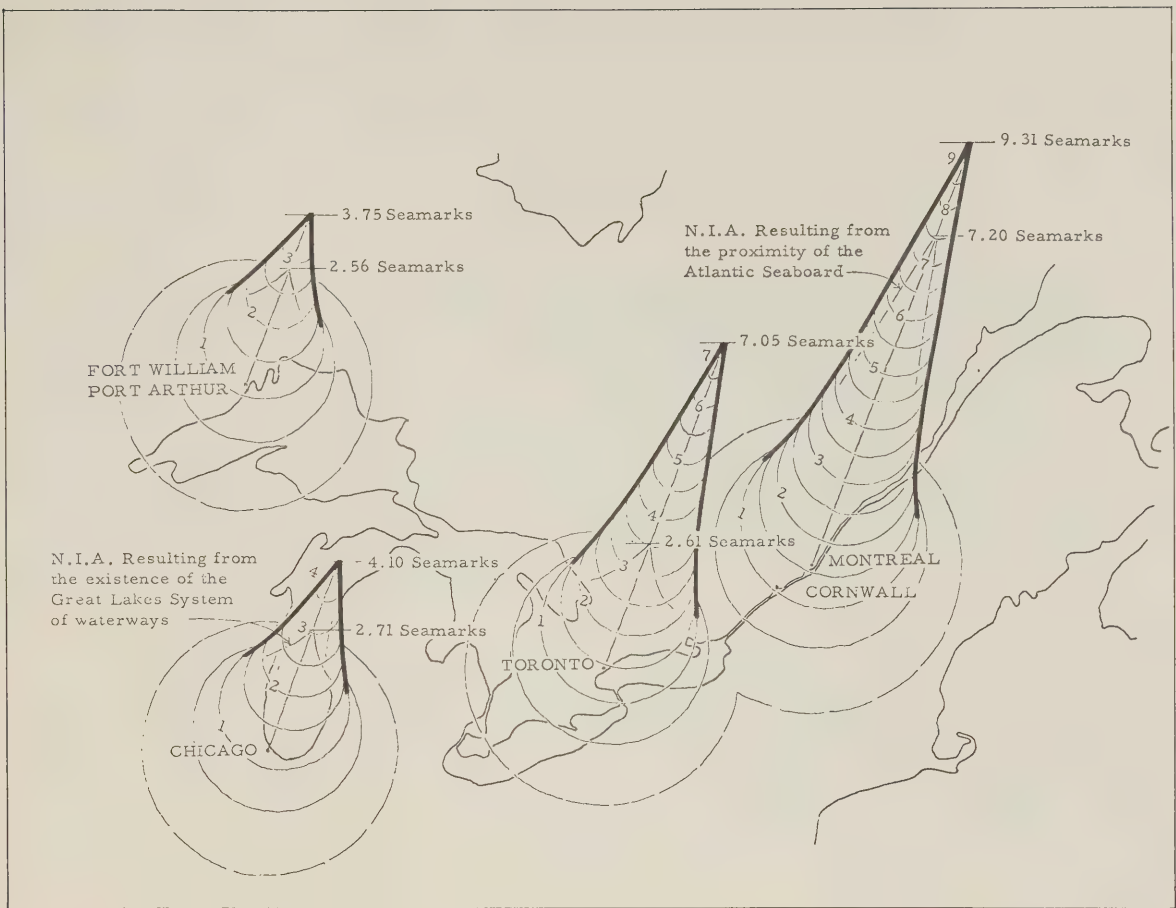 9.31 Seamarks
9
8
7.20 Seamarks
N.I.A. Resulting from
the proximity of the
Atlantic Seaboard
7
6
5
4
3
2
1
MONTREAL
CORNWALL
3.75 Seamarks
3
2.56 Seamarks
2
1
FORT WILLIAM
PORT ARTHUR
7.05 Seamarks
7
6
5
4
2.61 Seamarks
3
2
1
TORONTO
N.I.A. Resulting from
the existence of the
Great Lakes System
of waterways
4.10 Seamarks
4
3
2.71 Seamarks
2
1
CHICAGO